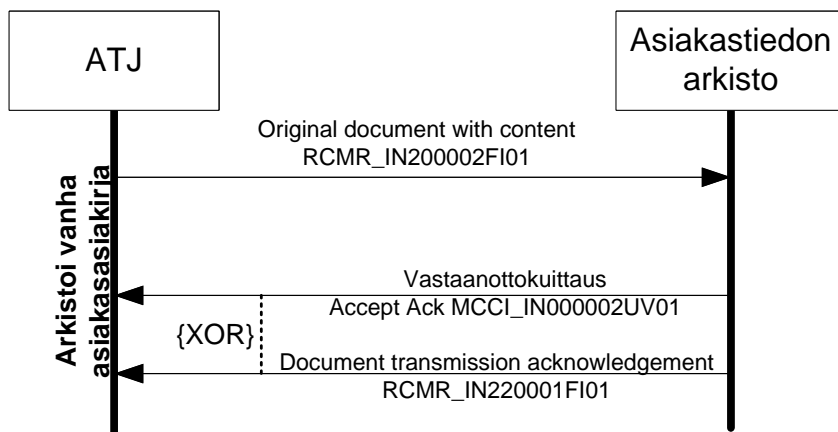 ATJ
Asiakastiedon
arkisto
Original document with content
RCMR_IN200002FI01
Arkistoi vanha
asiakasasiakirja
Vastaanottokuittaus
Accept Ack MCCI_IN000002UV01
{XOR}
Document transmission acknowledgement
RCMR_IN220001FI01